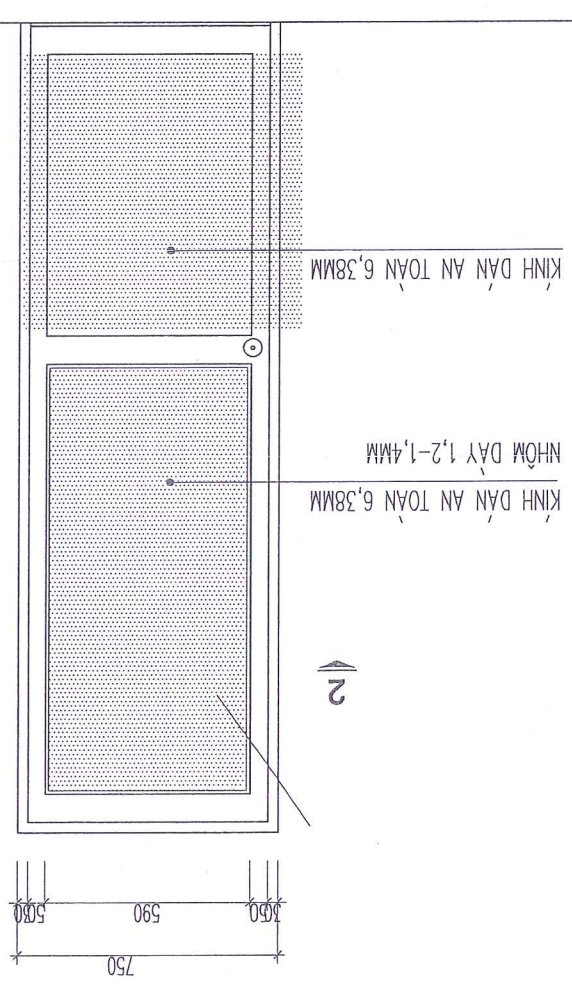 750
30 50 590 50 30
2
KÍNH DÁN AN TOÀN 6,38MM
NHÔM DÀY 1,2-1,4MM
KÍNH DÁN AN TOÀN 6,38MM